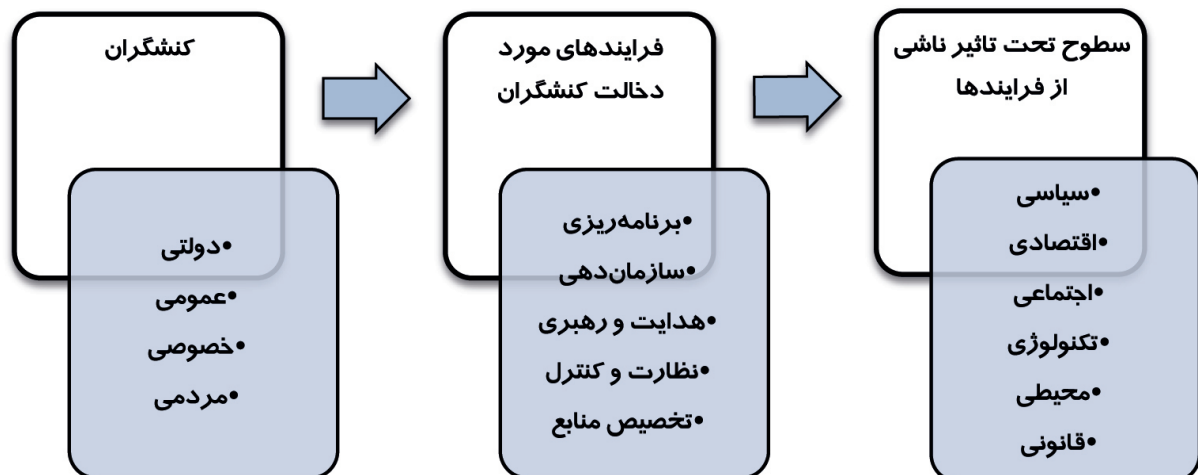 کنشگران
•دولتی
•عمومی
•خصوصی
•مردمی
فرایندهای مورد
دخالت کنشگران
•برنامه‌ریزی
•سازمان‌دهی
•هدایت و رهبری
•نظارت و کنترل
•تخصیص منابع
سطوح تحت تاثیر ناشی
از فرایندها
•سیاسی
•اقتصادی
•اجتماعی
•تکنولوژی
•محیطی
•قانونی